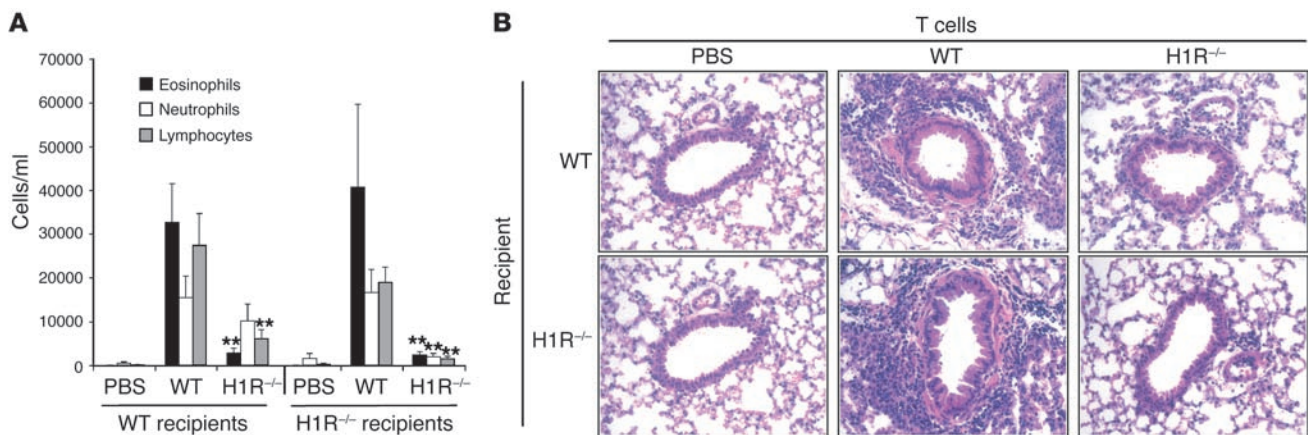 A
70000
60000
50000
40000
30000
20000
10000
0
Cells/ml
Eosinophils
Neutrophils
Lymphocytes
** **
** ** **
PBS WT H1R⁻/⁻ PBS WT H1R⁻/⁻
WT recipients H1R⁻/⁻ recipients
B
T cells
PBS WT H1R⁻/⁻
Recipient
WT
H1R⁻/⁻